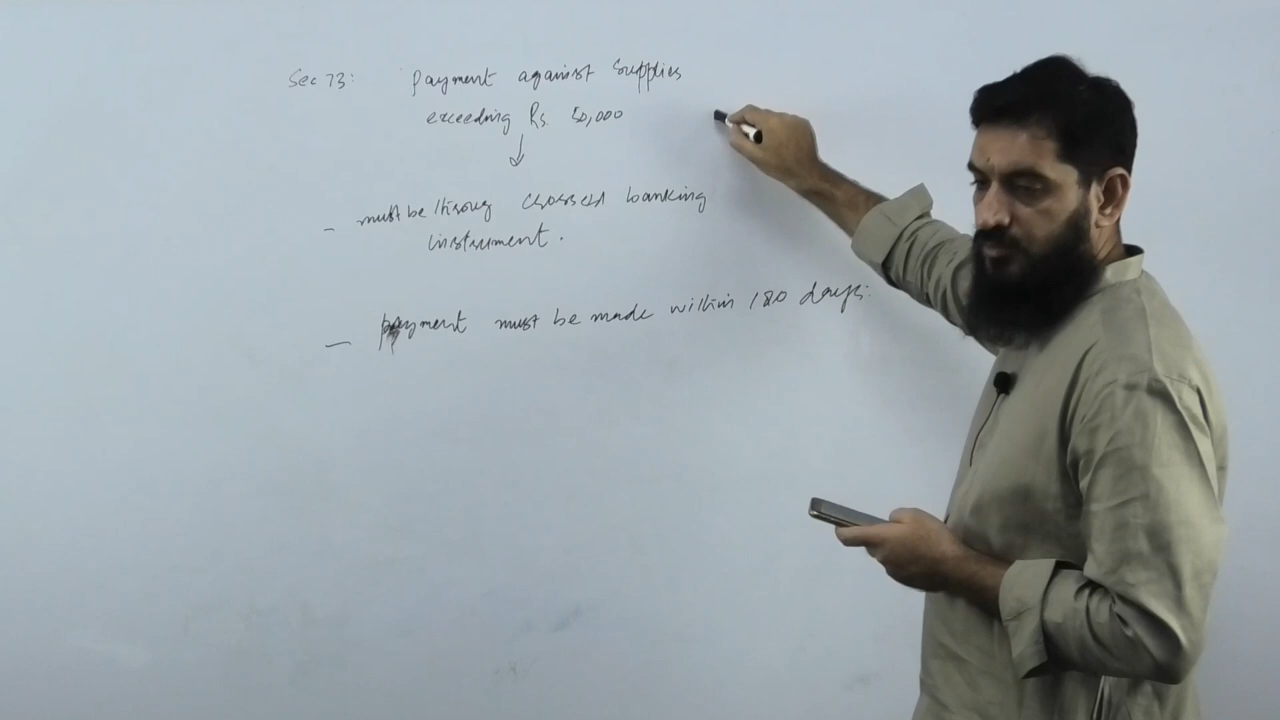 Sec 73: Payment against Supplies
exceeding Rs. 50,000
- must be throug crossed banking
instrument.
- payment must be made within 180 days.